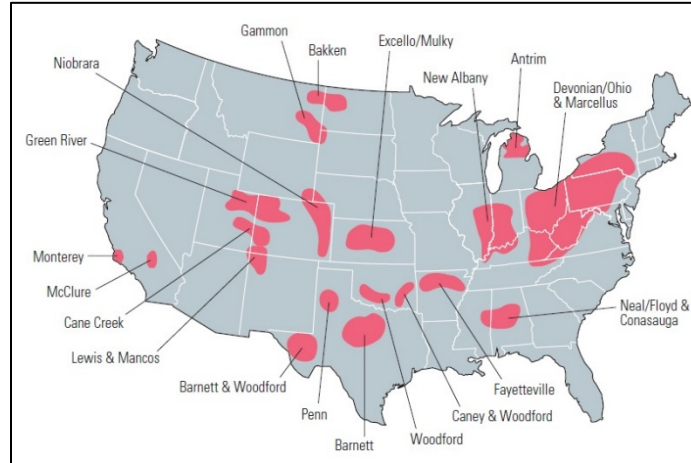 Gammon
Bakken
Excello/Mulky
Antrim
Niobrara
New Albany
Devonian/Ohio
& Marcellus
Green River
Monterey
McClure
Cane Creek
Lewis & Mancos
Neal/Floyd &
Conasauga
Barnett & Woodford
Fayetteville
Penn
Caney & Woodford
Woodford
Barnett